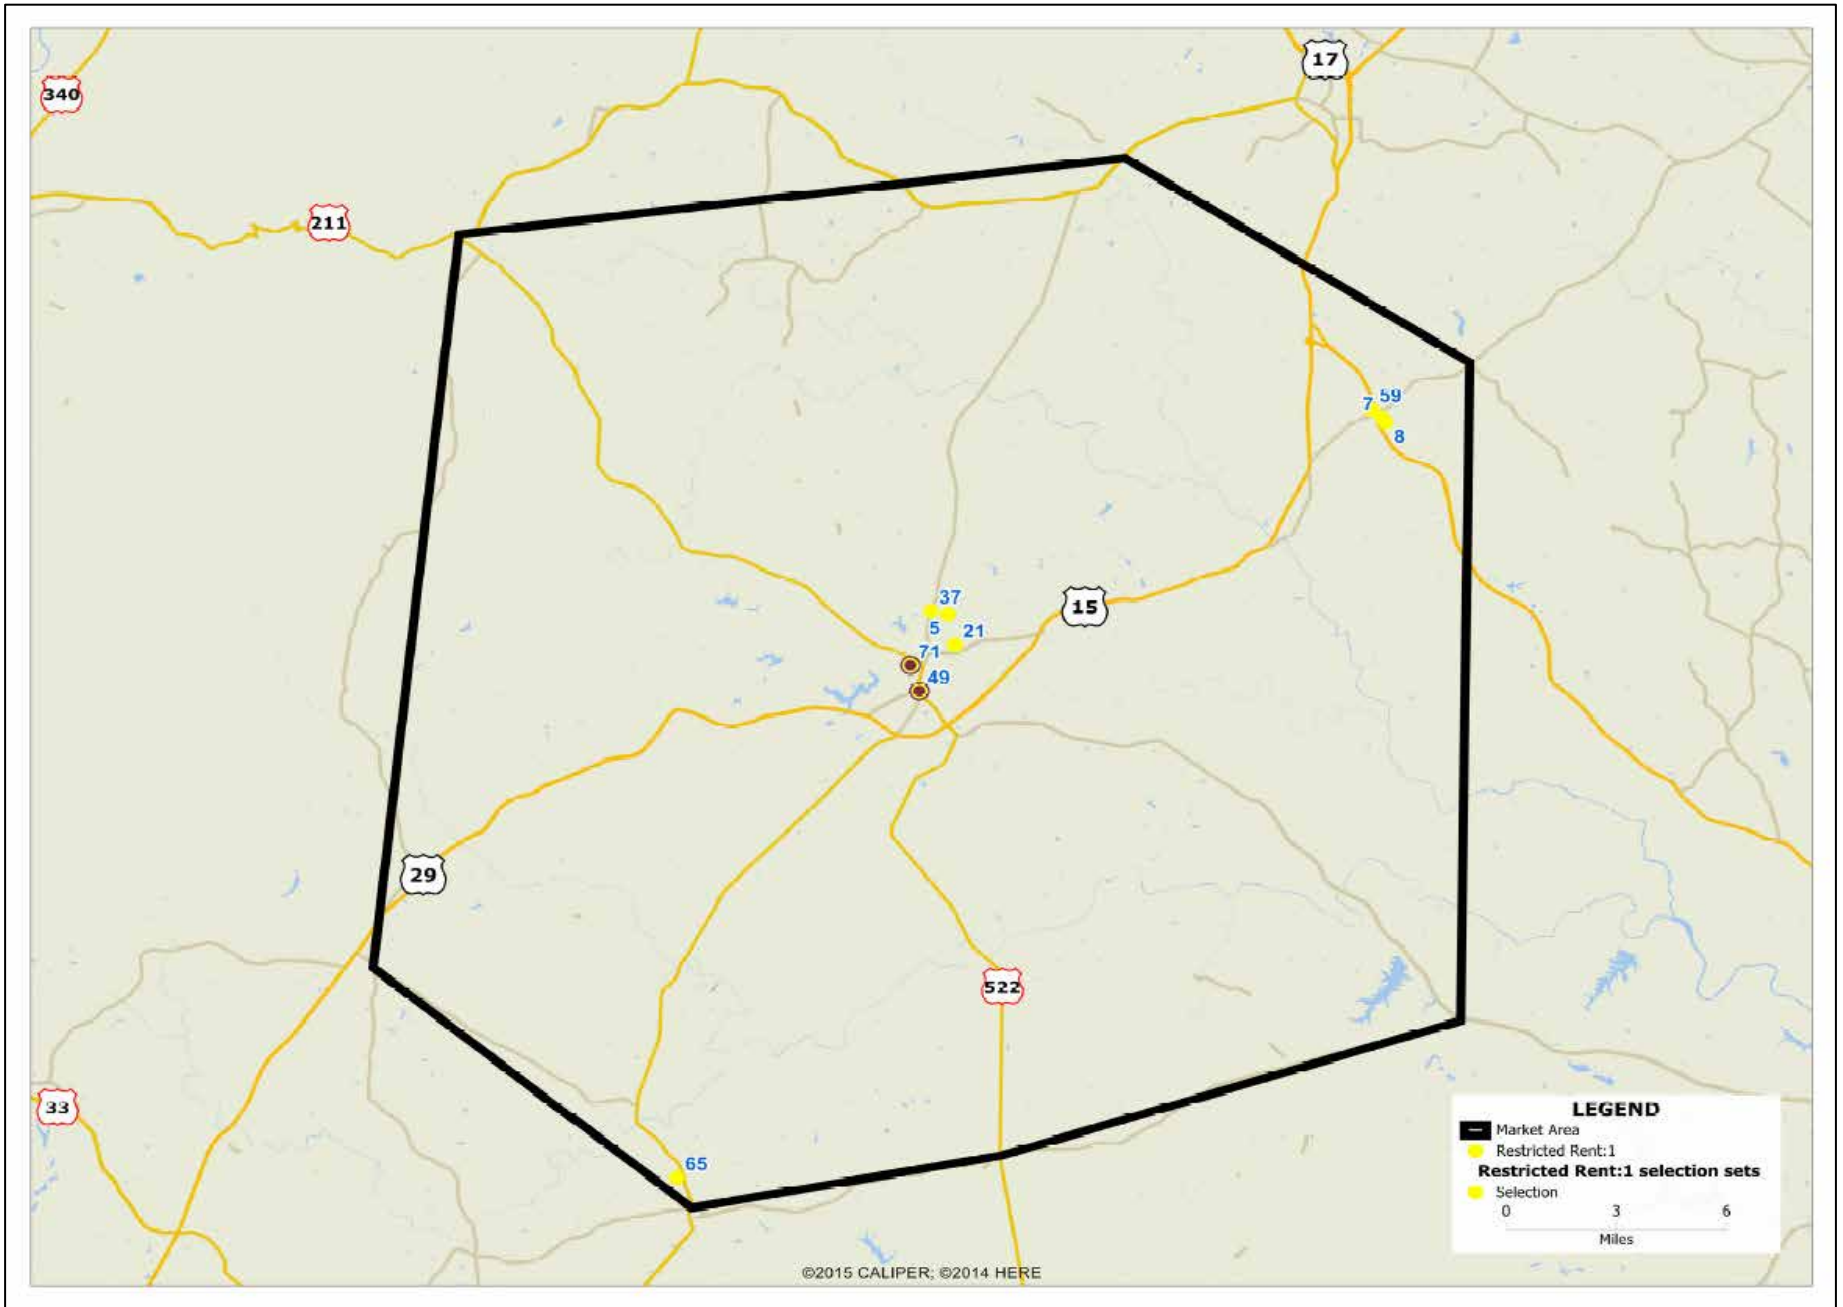 17
340
211
59
7
8
37
15
5
21
71
49
29
522
33
65
LEGEND
Market Area
Restricted Rent:1
Restricted Rent:1 selection sets
Selection
0 3 6
Miles
©2015 CALIPER; ©2014 HERE